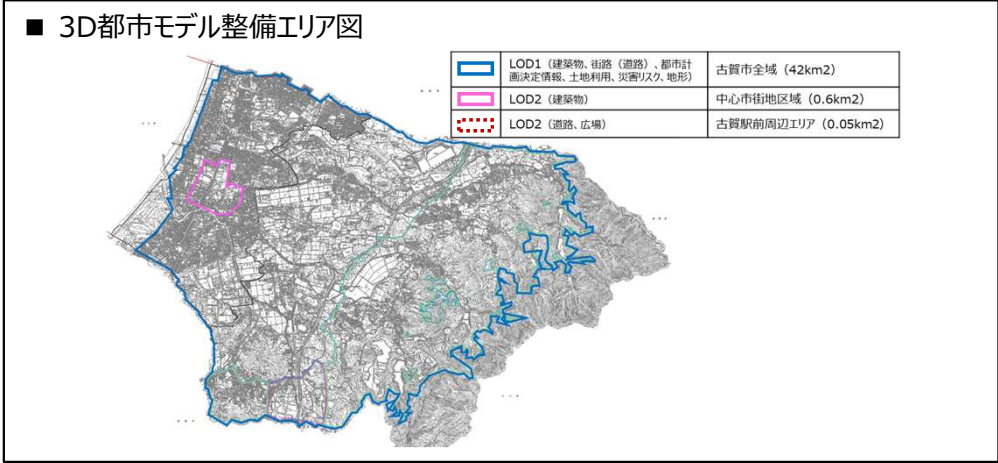 ■ 3D都市モデル整備エリア図
LOD1（建築物、街路（道路）、都市計
画決定情報、土地利用、災害リスク、地形）
古賀市全域（42km2）
LOD2（建築物）
中心市街地区域（0.6km2）
LOD2（道路、広場）
古賀駅前周辺エリア（0.05km2）